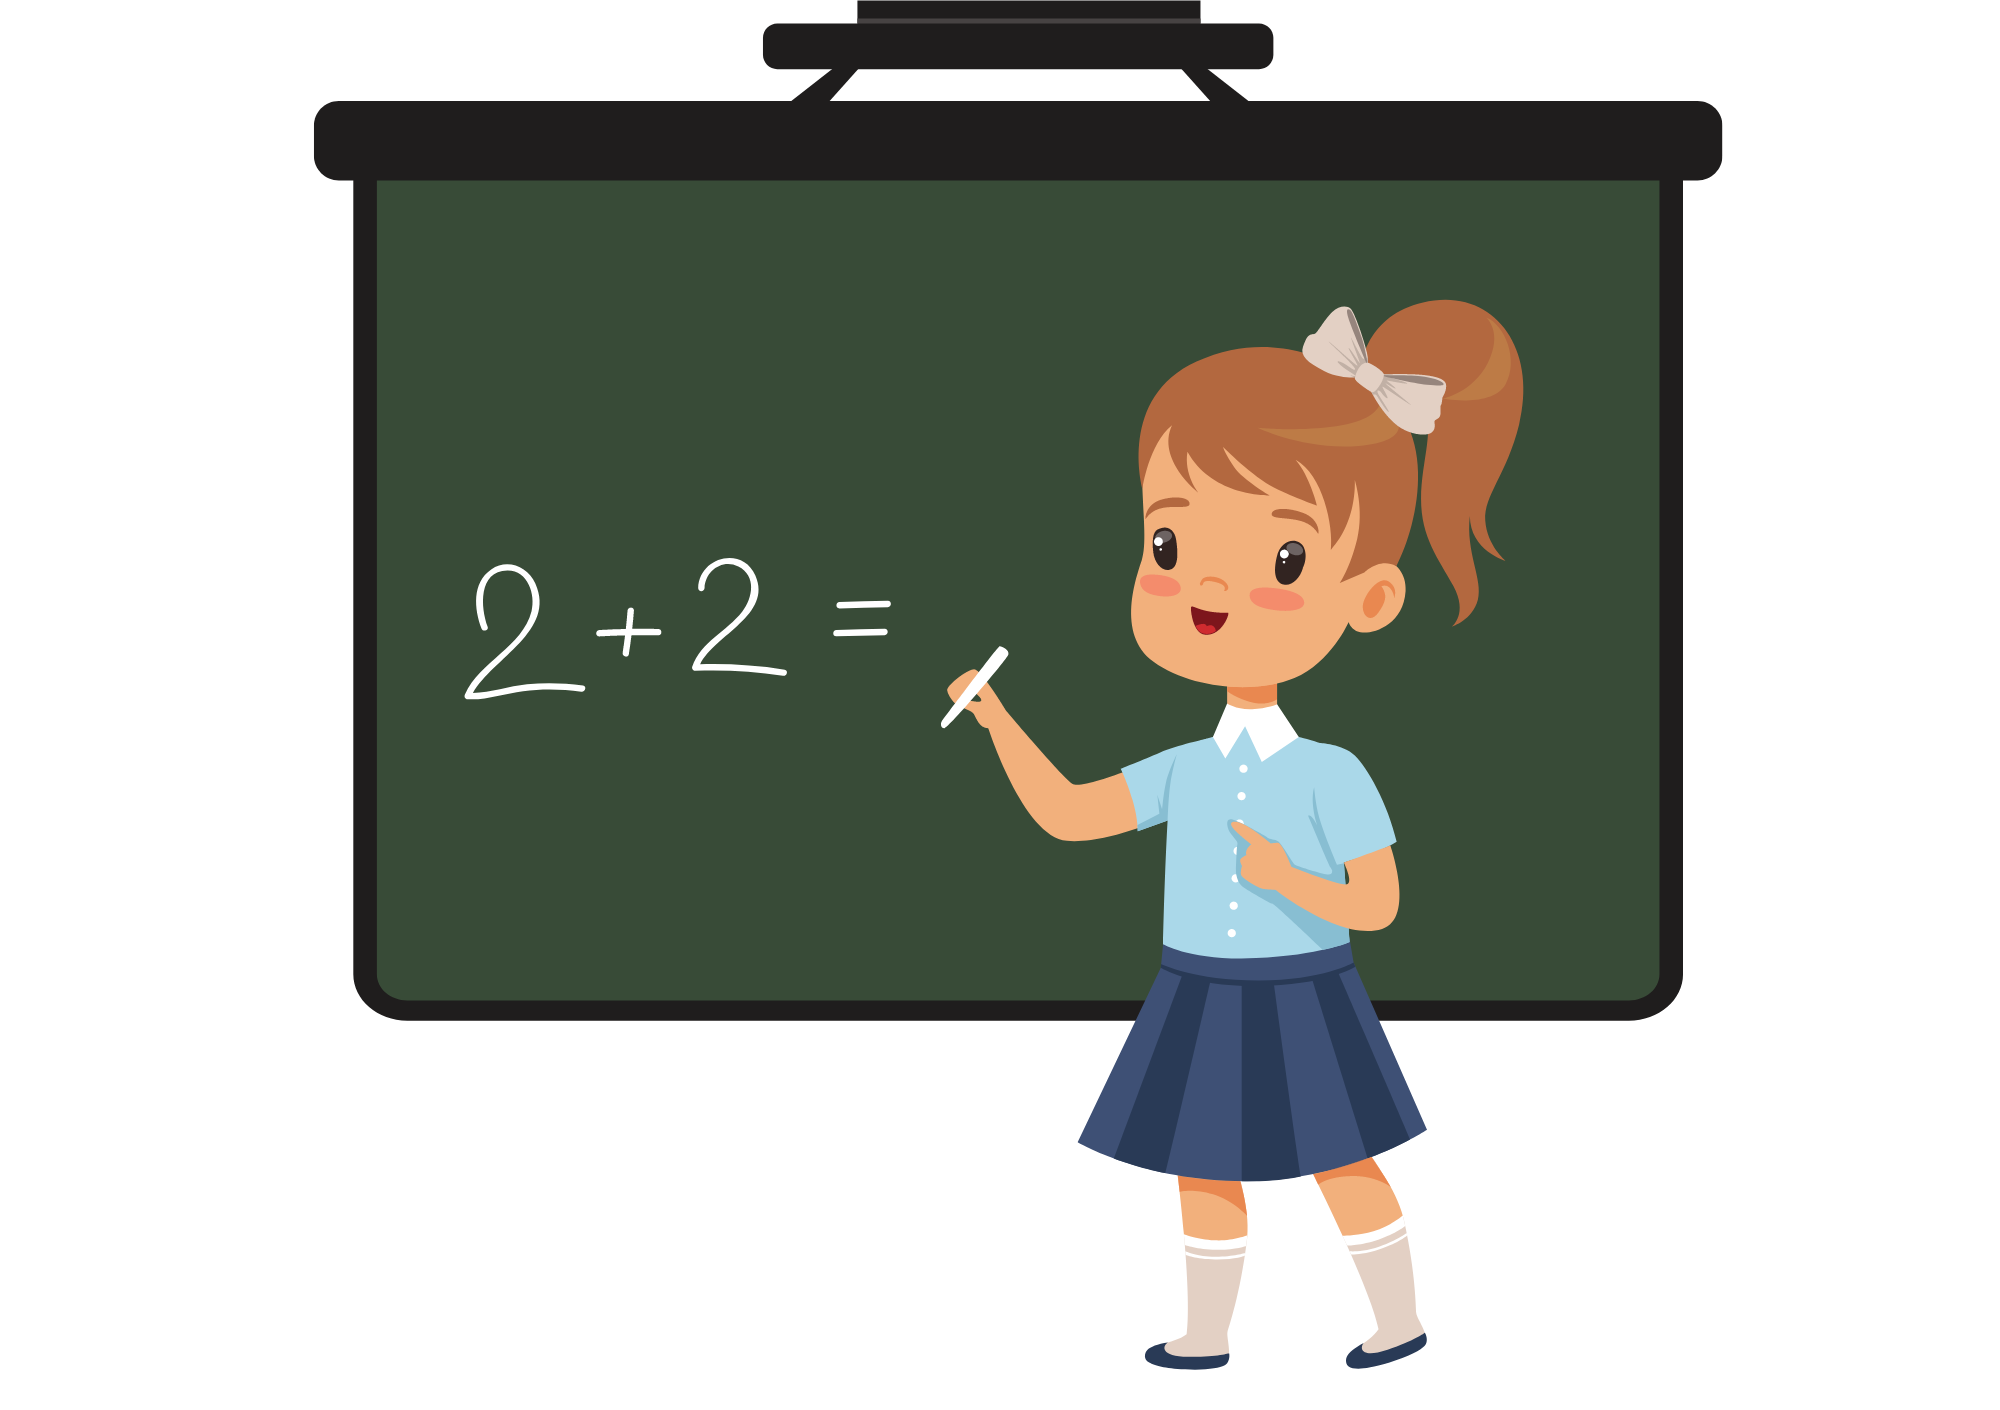 2+2 =